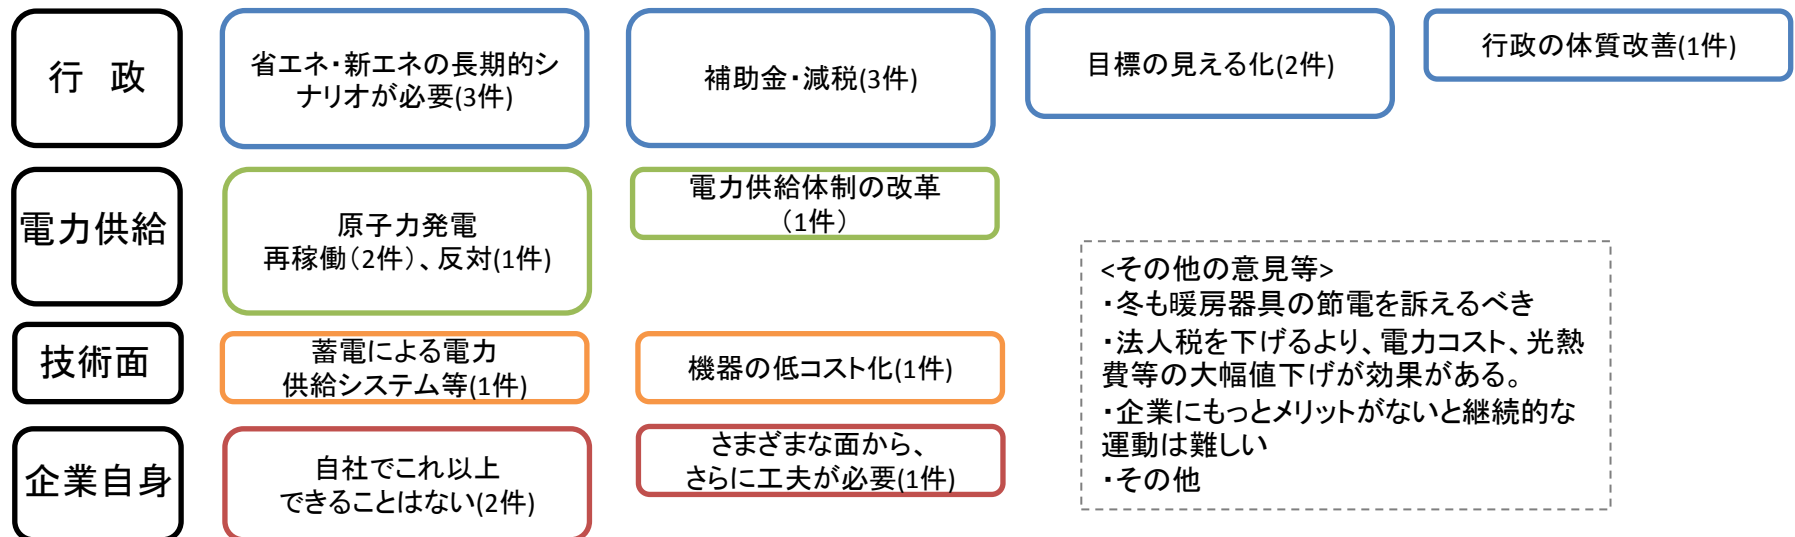 行 政
省エネ・新エネの長期的シ
ナリオが必要(3件)
補助金・減税(3件)
目標の見える化(2件)
行政の体質改善(1件)
電力供給
原子力発電
再稼働（2件）、反対(1件)
電力供給体制の改革
（1件）
技術面
蓄電による電力
供給システム等(1件)
機器の低コスト化(1件)
企業自身
自社でこれ以上
できることはない(2件)
さまざまな面から、
さらに工夫が必要(1件)
<その他の意見等>
・冬も暖房器具の節電を訴えるべき
・法人税を下げるより、電力コスト、光熱
費等の大幅値下げが効果がある。
・企業にもっとメリットがないと継続的な
運動は難しい
・その他